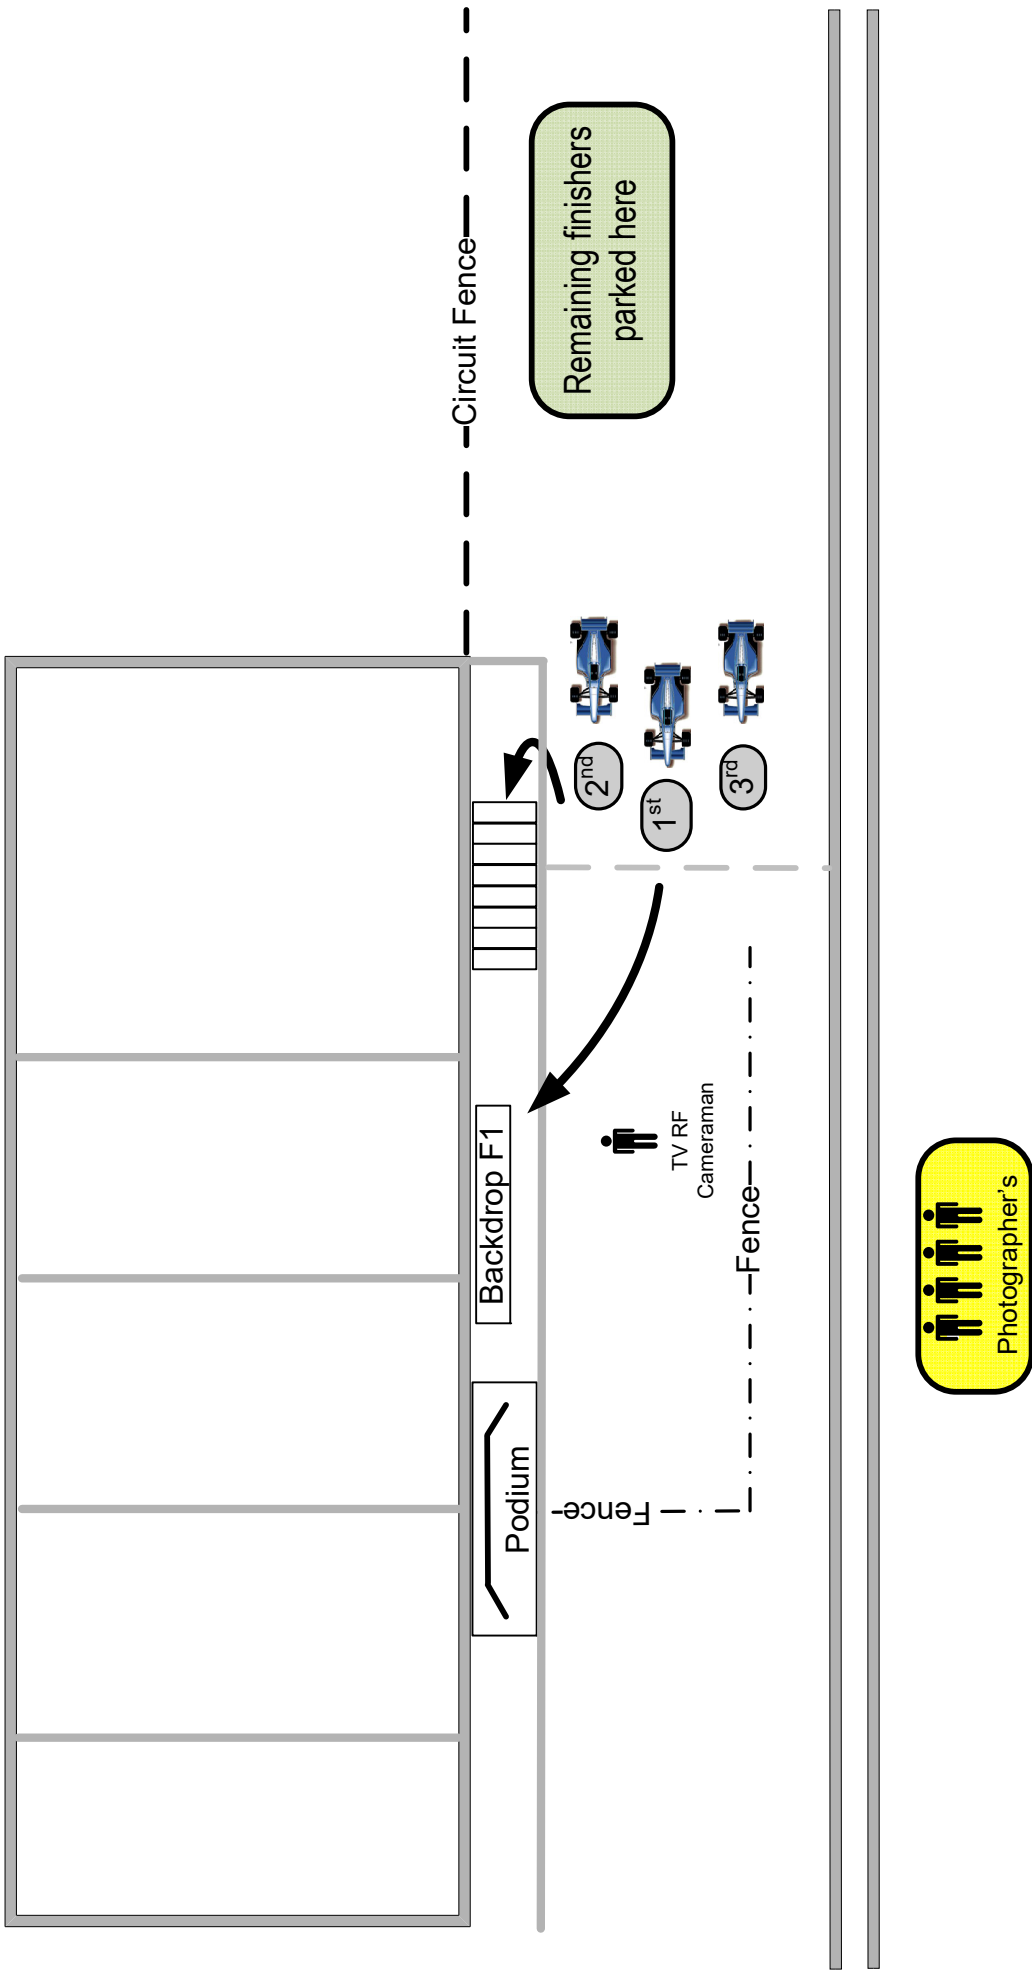 Circuit Fence
Remaining finishers
parked here
2nd
1st
3rd
Backdrop F1
TV RF
Cameraman
Fence
Podium
Fence
Photographer's